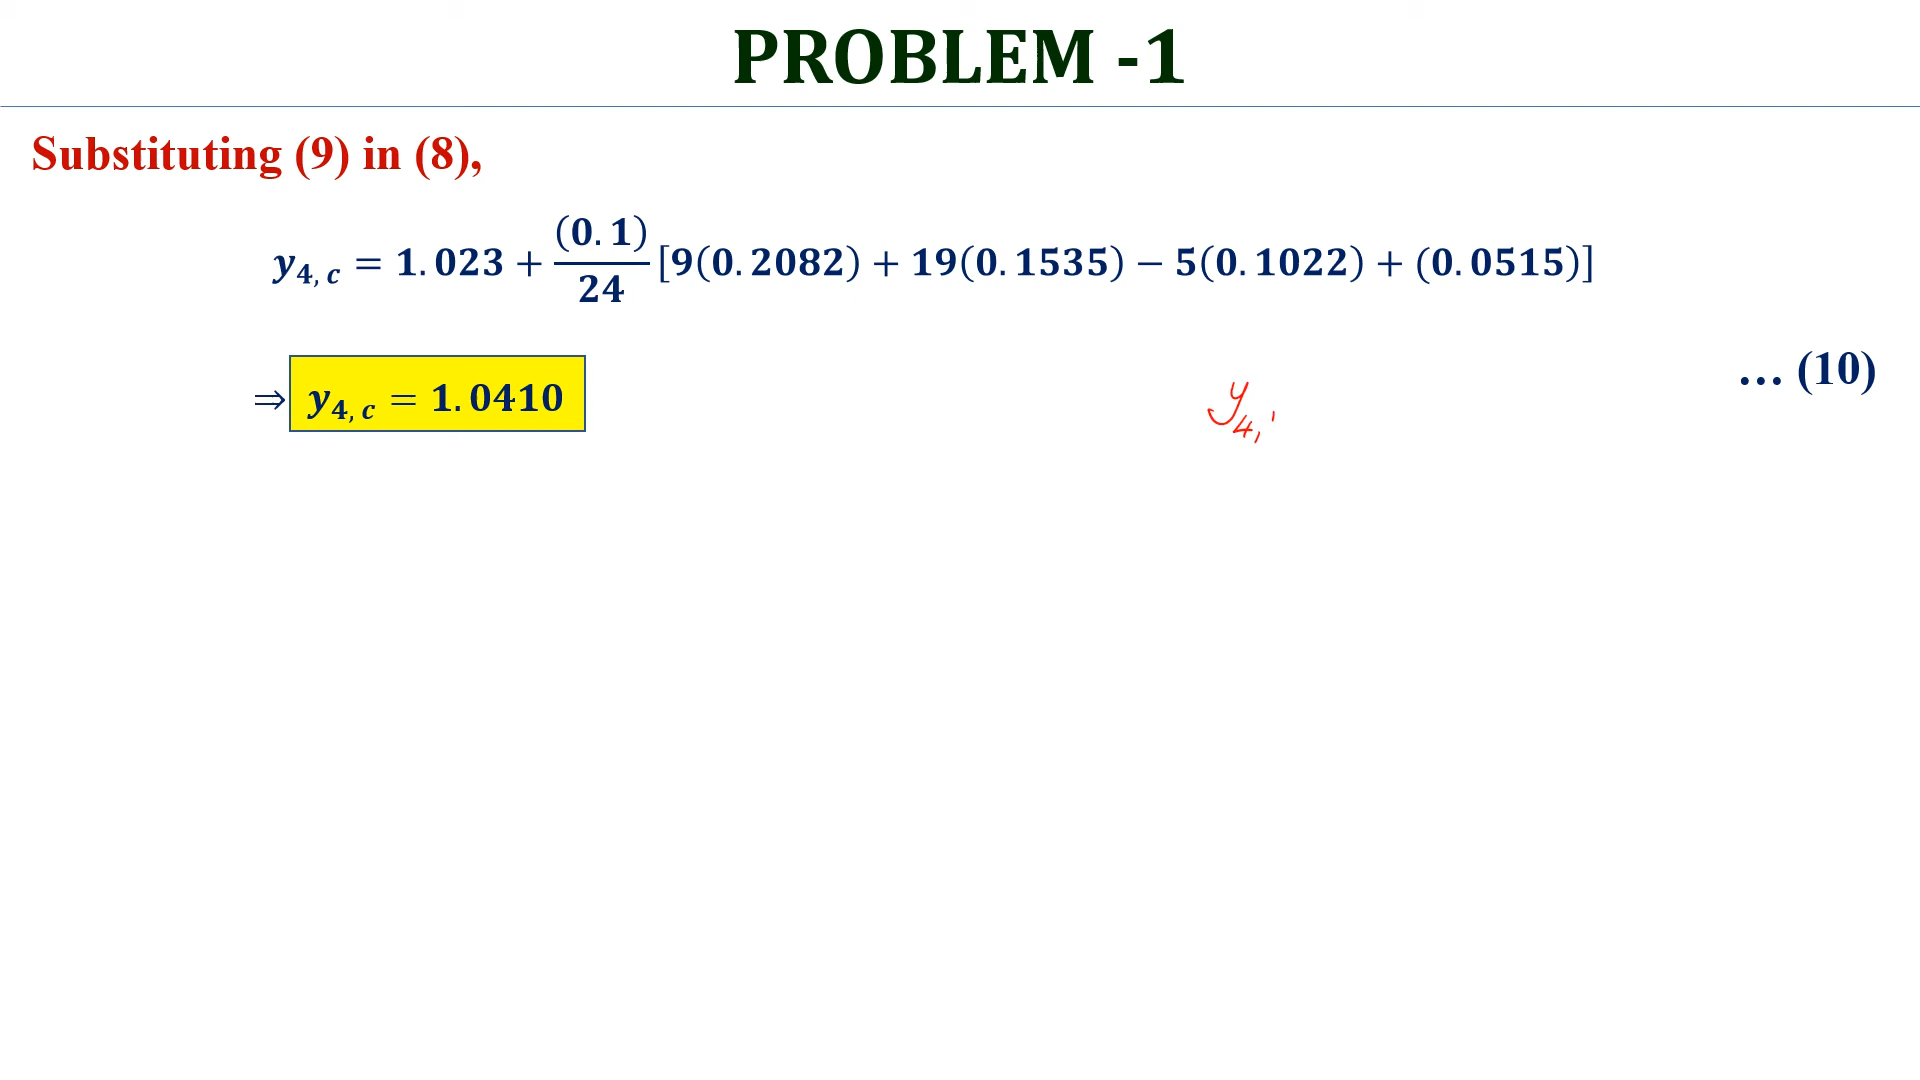 PROBLEM -1
Substituting (9) in (8),
y₄, c = 1.023 + (0.1)/24 [9(0.2082) + 19(0.1535) − 5(0.1022) + (0.0515)]
⇒ y₄, c = 1.0410
… (10)
y₄,